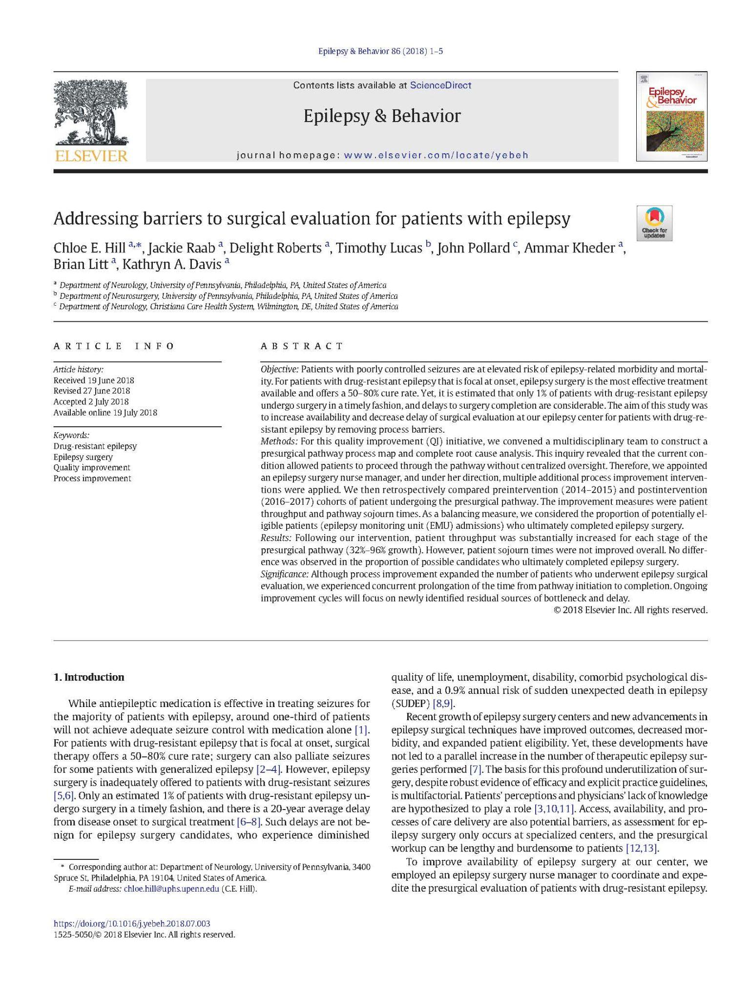 Epilepsy & Behavior 86 (2018) 1–5
Contents lists available at ScienceDirect
Epilepsy & Behavior
journal homepage: www.elsevier.com/locate/yebeh
ELSEVIER
Epilepsy
&Behavior
Addressing barriers to surgical evaluation for patients with epilepsy
Check for
updates
Chloe E. Hill a,*, Jackie Raab a, Delight Roberts a, Timothy Lucas b, John Pollard c, Ammar Kheder a,
Brian Litt a, Kathryn A. Davis a
a Department of Neurology, University of Pennsylvania, Philadelphia, PA, United States of America
b Department of Neurosurgery, University of Pennsylvania, Philadelphia, PA, United States of America
c Department of Neurology, Christiana Care Health System, Wilmington, DE, United States of America
ARTICLE INFO
Article history:
Received 19 June 2018
Revised 27 June 2018
Accepted 2 July 2018
Available online 19 July 2018
Keywords:
Drug-resistant epilepsy
Epilepsy surgery
Quality improvement
Process improvement
ABSTRACT
Objective: Patients with poorly controlled seizures are at elevated risk of epilepsy-related morbidity and mortal-
ity. For patients with drug-resistant epilepsy that is focal at onset, epilepsy surgery is the most effective treatment
available and offers a 50–80% cure rate. Yet, it is estimated that only 1% of patients with drug-resistant epilepsy
undergo surgery in a timely fashion, and delays to surgery completion are considerable. The aim of this study was
to increase availability and decrease delay of surgical evaluation at our epilepsy center for patients with drug-re-
sistant epilepsy by removing process barriers.
Methods: For this quality improvement (QI) initiative, we convened a multidisciplinary team to construct a
presurgical pathway process map and complete root cause analysis. This inquiry revealed that the current con-
dition allowed patients to proceed through the pathway without centralized oversight. Therefore, we appointed
an epilepsy surgery nurse manager, and under her direction, multiple additional process improvement interven-
tions were applied. We then retrospectively compared preintervention (2014–2015) and postintervention
(2016–2017) cohorts of patient undergoing the presurgical pathway. The improvement measures were patient
throughput and pathway sojourn times. As a balancing measure, we considered the proportion of potentially el-
igible patients (epilepsy monitoring unit (EMU) admissions) who ultimately completed epilepsy surgery.
Results: Following our intervention, patient throughput was substantially increased for each stage of the
presurgical pathway (32%–96% growth). However, patient sojourn times were not improved overall. No differ-
ence was observed in the proportion of possible candidates who ultimately completed epilepsy surgery.
Significance: Although process improvement expanded the number of patients who underwent epilepsy surgical
evaluation, we experienced concurrent prolongation of the time from pathway initiation to completion. Ongoing
improvement cycles will focus on newly identified residual sources of bottleneck and delay.
© 2018 Elsevier Inc. All rights reserved.
1. Introduction
While antiepileptic medication is effective in treating seizures for
the majority of patients with epilepsy, around one-third of patients
will not achieve adequate seizure control with medication alone [1].
For patients with drug-resistant epilepsy that is focal at onset, surgical
therapy offers a 50–80% cure rate; surgery can also palliate seizures
for some patients with generalized epilepsy [2–4]. However, epilepsy
surgery is inadequately offered to patients with drug-resistant seizures
[5,6]. Only an estimated 1% of patients with drug-resistant epilepsy un-
dergo surgery in a timely fashion, and there is a 20-year average delay
from disease onset to surgical treatment [6–8]. Such delays are not be-
nign for epilepsy surgery candidates, who experience diminished
* Corresponding author at: Department of Neurology, University of Pennsylvania, 3400
Spruce St, Philadelphia, PA 19104, United States of America.
E-mail address: chloe.hill@uphs.upenn.edu (C.E. Hill).
quality of life, unemployment, disability, comorbid psychological dis-
ease, and a 0.9% annual risk of sudden unexpected death in epilepsy
(SUDEP) [8,9].
Recent growth of epilepsy surgery centers and new advancements in
epilepsy surgical techniques have improved outcomes, decreased mor-
bidity, and expanded patient eligibility. Yet, these developments have
not led to a parallel increase in the number of therapeutic epilepsy sur-
geries performed [7]. The basis for this profound underutilization of sur-
gery, despite robust evidence of efficacy and explicit practice guidelines,
is multifactorial. Patients' perceptions and physicians' lack of knowledge
are hypothesized to play a role [3,10,11]. Access, availability, and pro-
cesses of care delivery are also potential barriers, as assessment for ep-
ilepsy surgery only occurs at specialized centers, and the presurgical
workup can be lengthy and burdensome to patients [12,13].
To improve availability of epilepsy surgery at our center, we
employed an epilepsy surgery nurse manager to coordinate and expe-
dite the presurgical evaluation of patients with drug-resistant epilepsy.
https://doi.org/10.1016/j.yebeh.2018.07.003
1525-5050/© 2018 Elsevier Inc. All rights reserved.